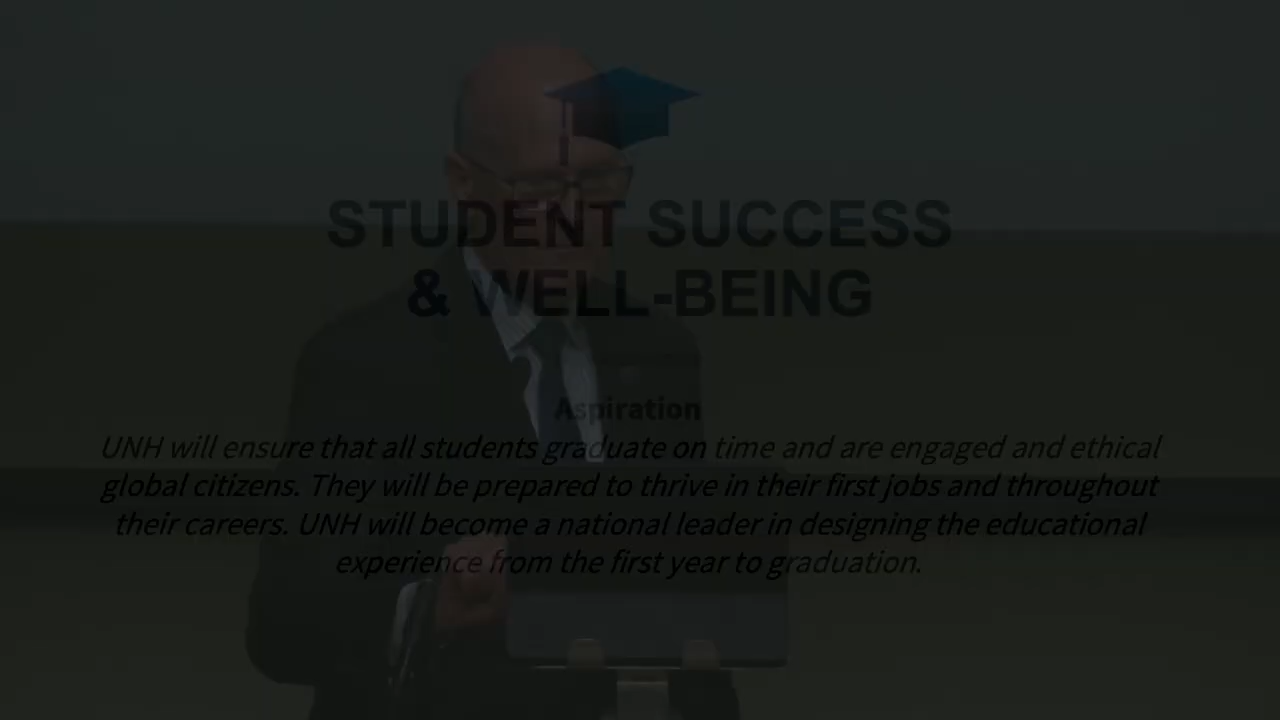 STUDENT SUCCESS
& WELL-BEING
Aspiration
UNH will ensure that all students graduate on time and are engaged and ethical
global citizens. They will be prepared to thrive in their first jobs and throughout
their careers. UNH will become a national leader in designing the educational
experience from the first year to graduation.